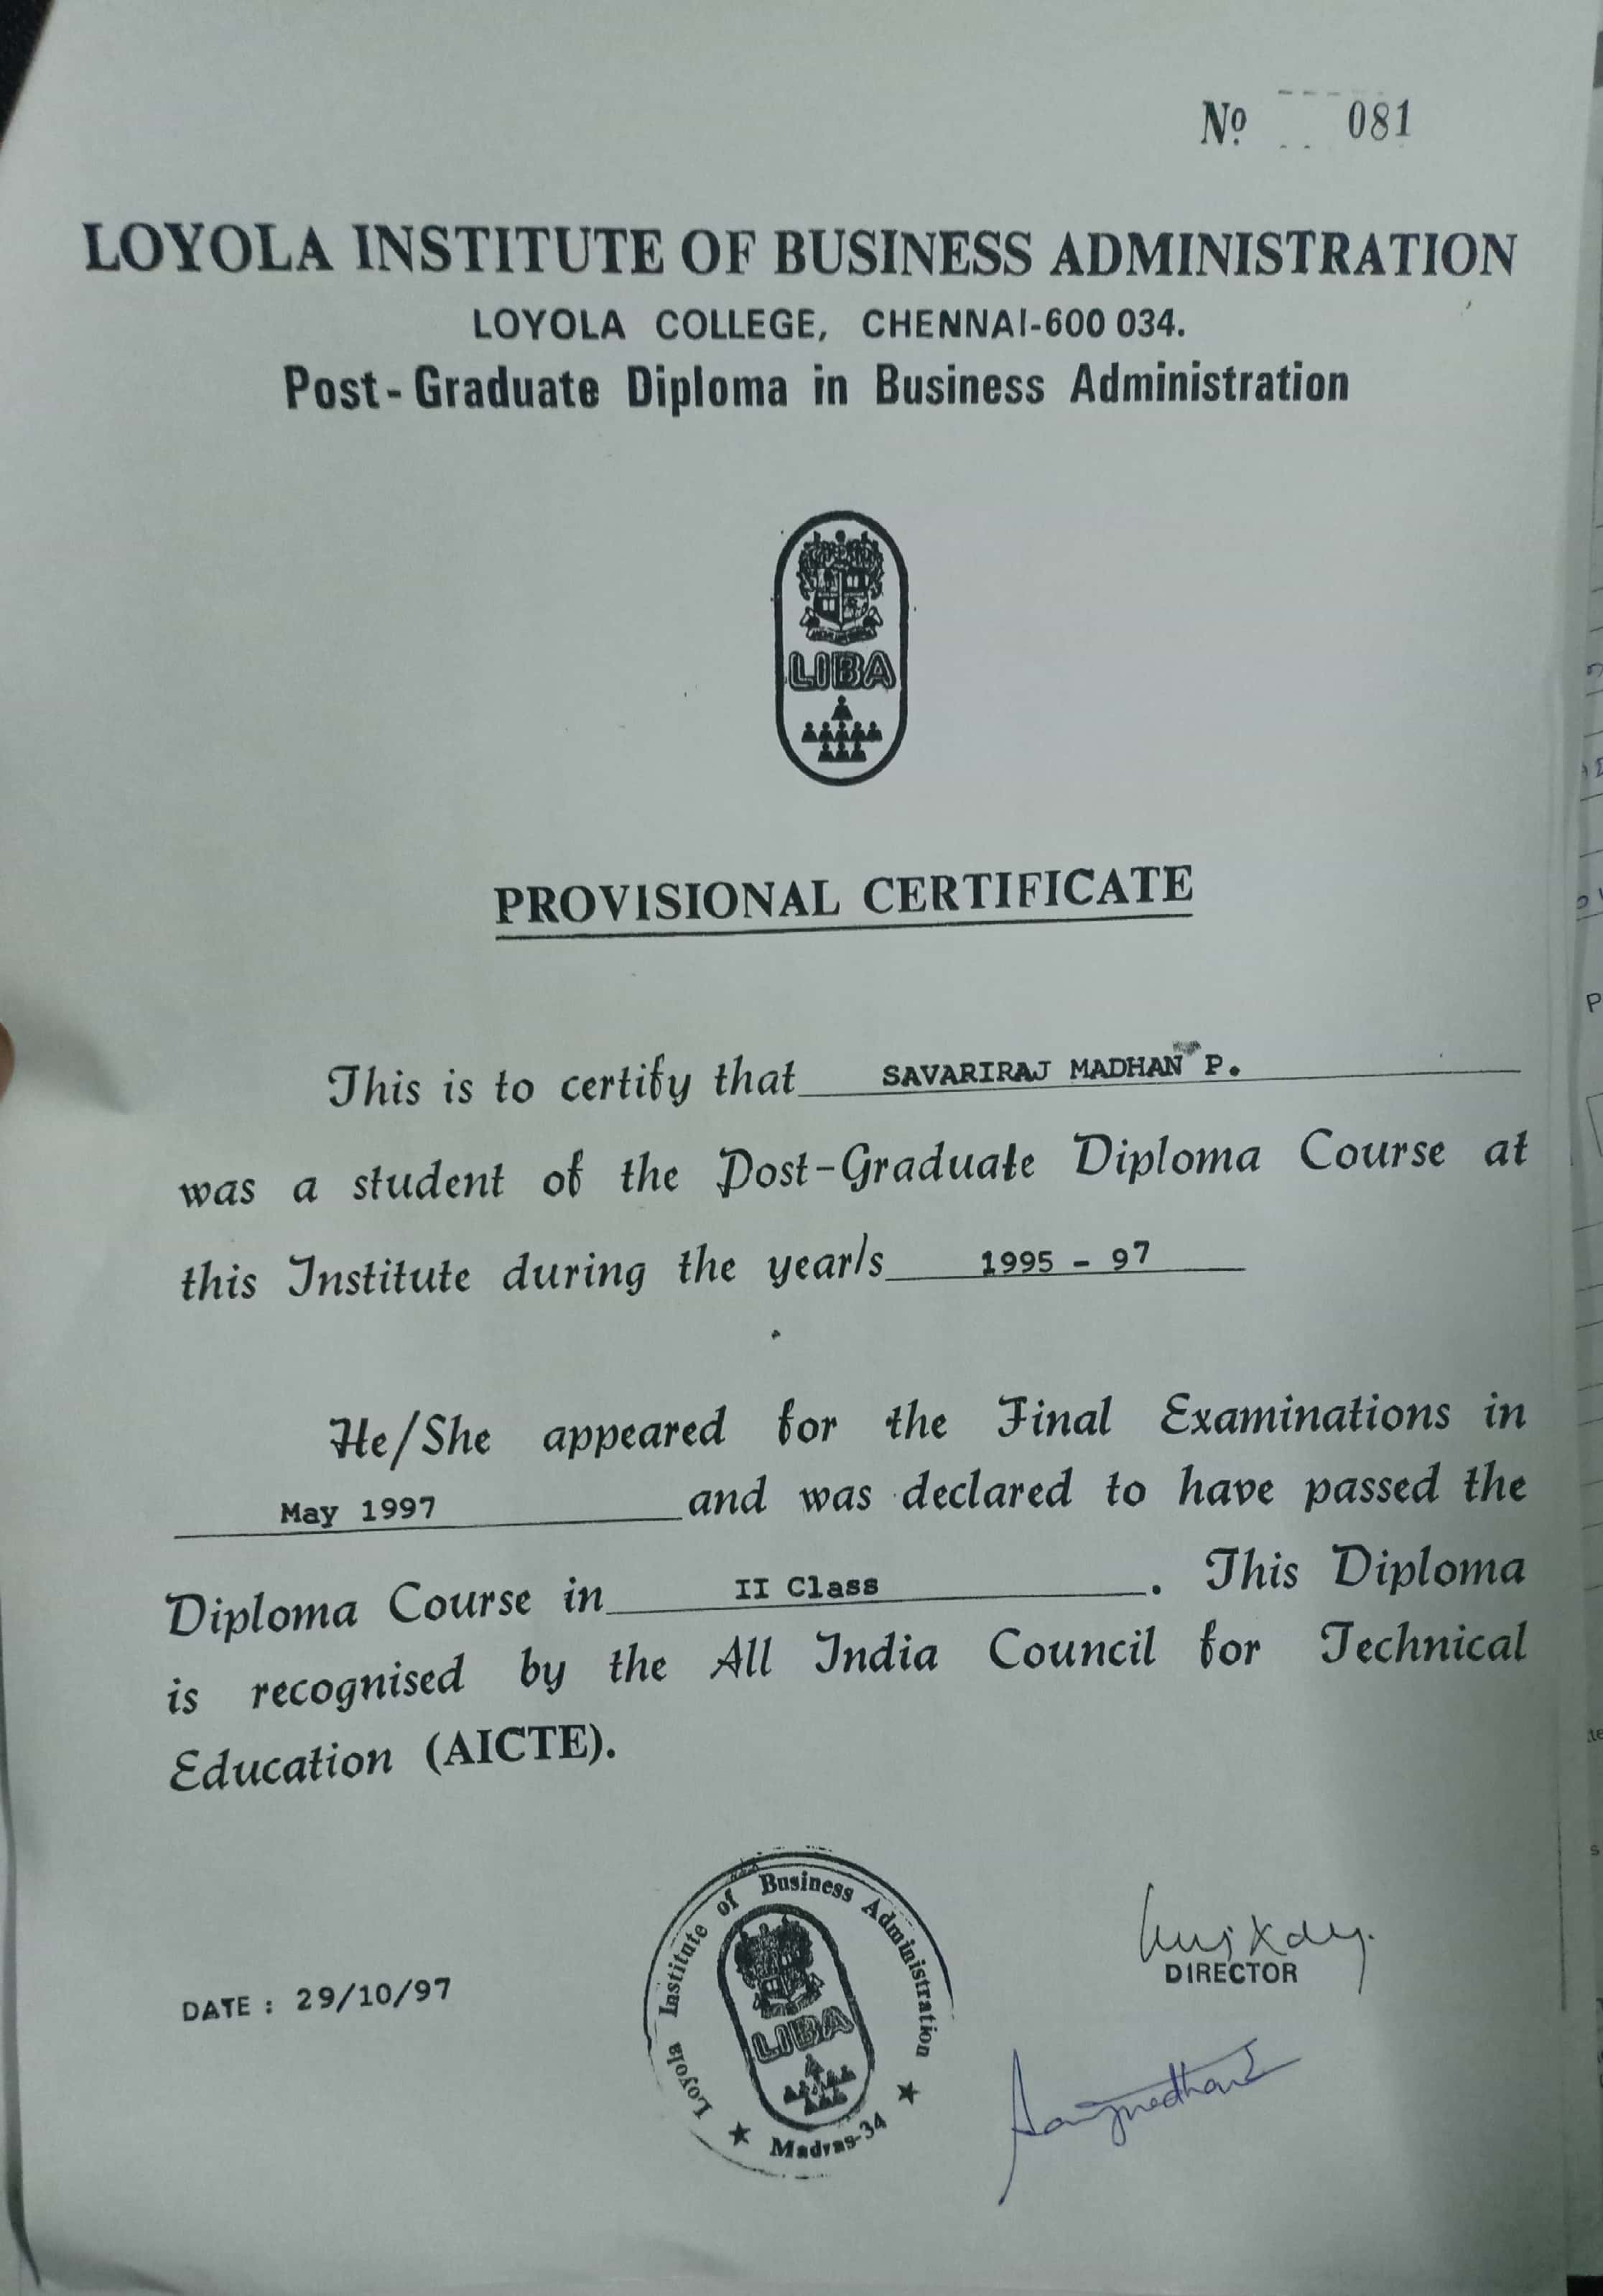 No 081
LOYOLA INSTITUTE OF BUSINESS ADMINISTRATION
LOYOLA COLLEGE, CHENNAI-600 034.
Post-Graduate Diploma in Business Administration
LIBA
PROVISIONAL CERTIFICATE
This is to certify that SAVARIRAJ MADHAN P.
was a student of the Post-Graduate Diploma Course at
this Institute during the year/s 1995 - 97
He/She appeared for the Final Examinations in
May 1997 and was declared to have passed the
Diploma Course in II Class. This Diploma
is recognised by the All India Council for Technical
Education (AICTE).
Loyola Institute of Business Administration
LIBA
Madras-34
DIRECTOR
DATE : 29/10/97